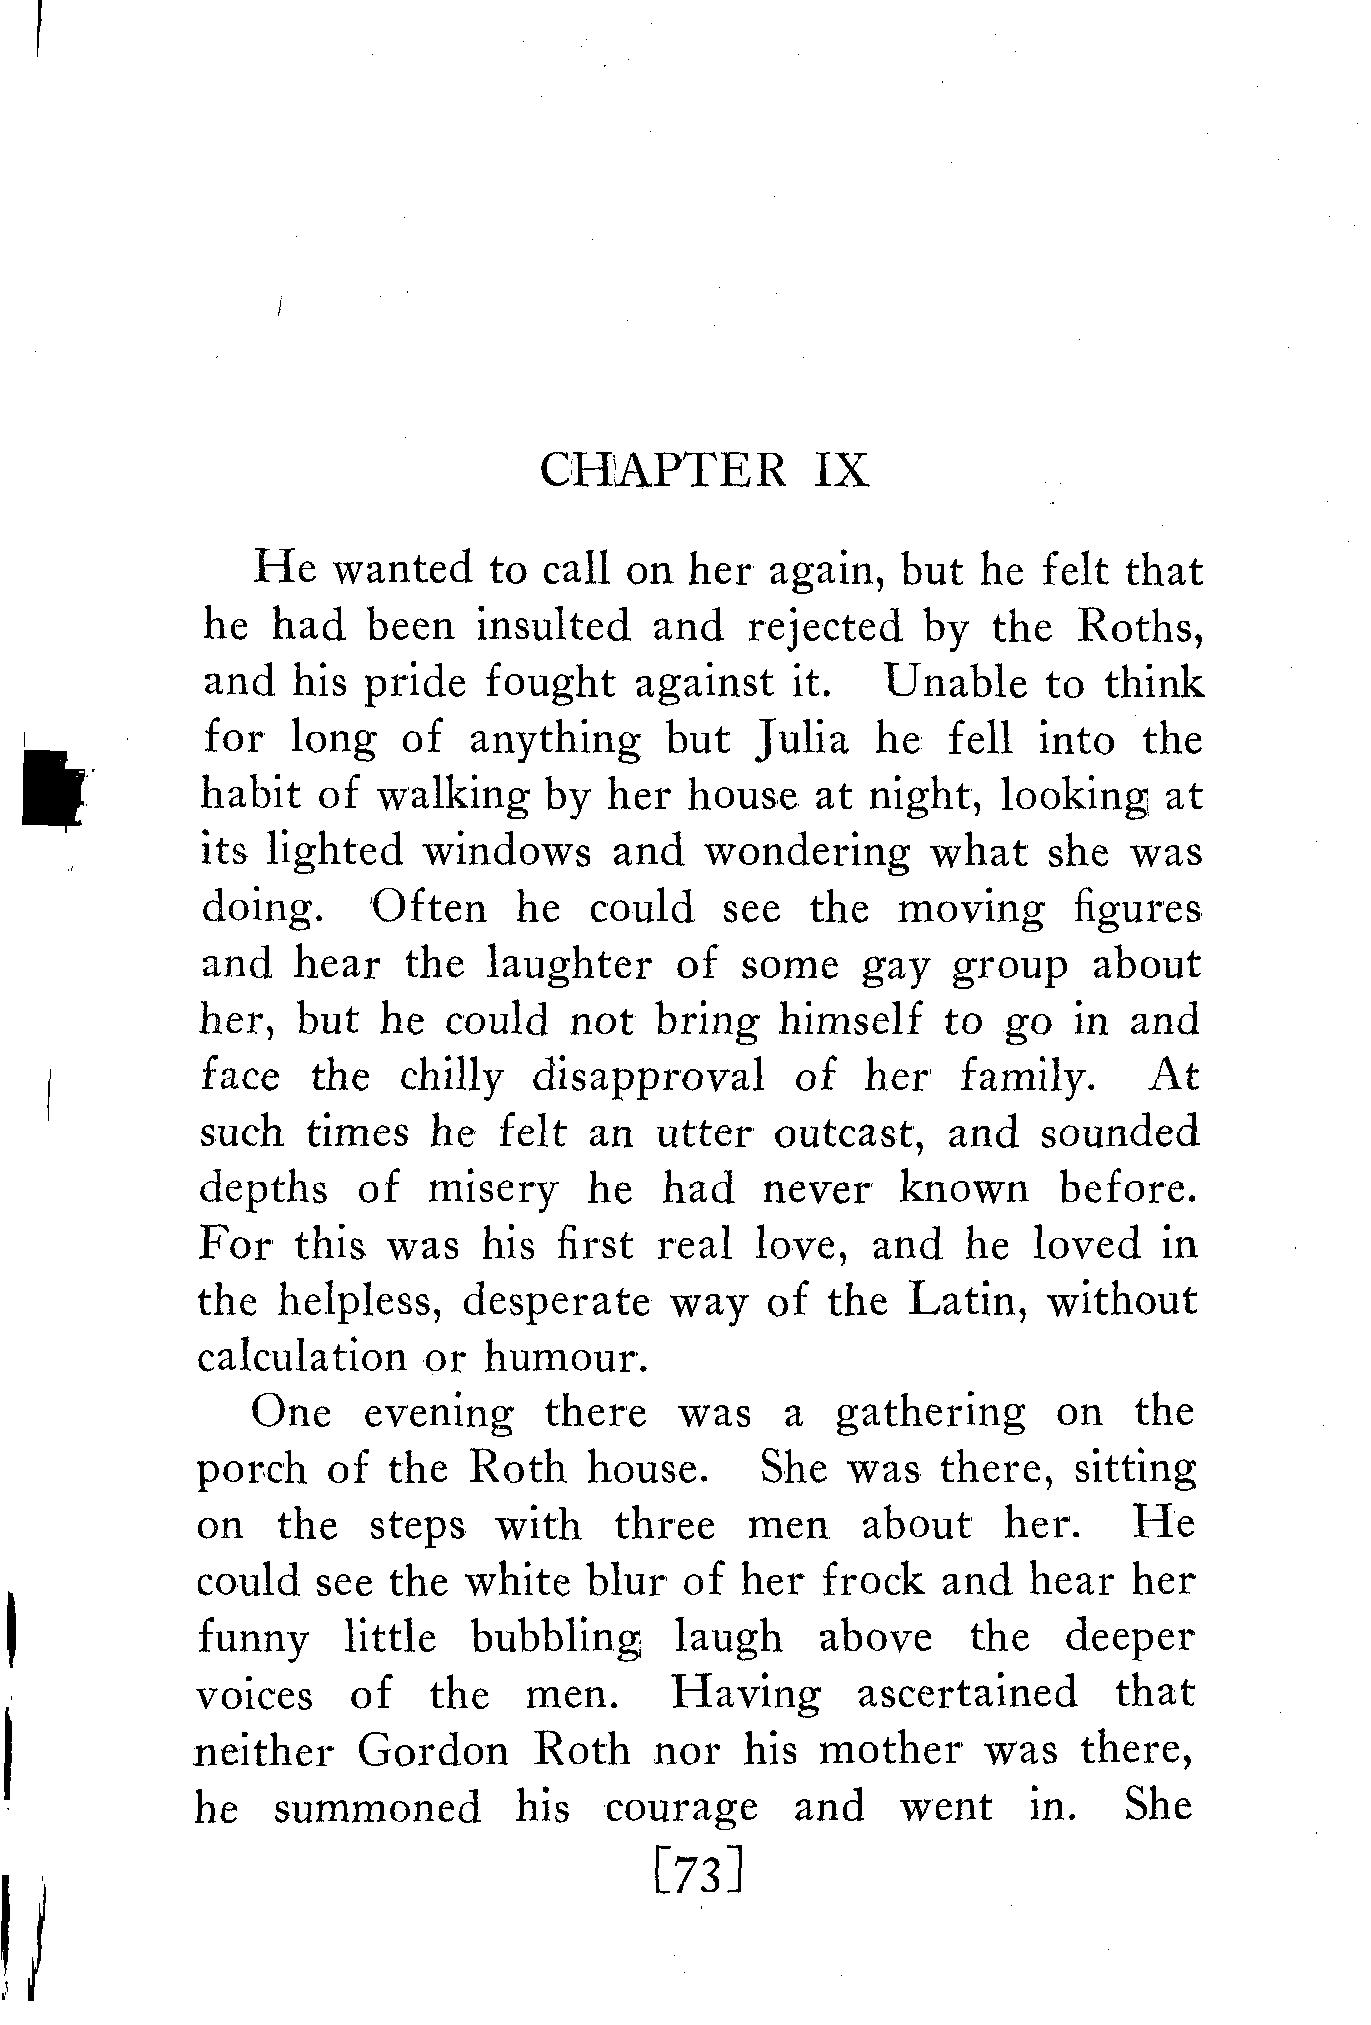 CHAPTER IX
He wanted to call on her again, but he felt that
he had been insulted and rejected by the Roths,
and his pride fought against it. Unable to think
for long of anything but Julia he fell into the
habit of walking by her house at night, looking at
its lighted windows and wondering what she was
doing. Often he could see the moving figures
and hear the laughter of some gay group about
her, but he could not bring himself to go in and
face the chilly disapproval of her family. At
such times he felt an utter outcast, and sounded
depths of misery he had never known before.
For this was his first real love, and he loved in
the helpless, desperate way of the Latin, without
calculation or humour.
One evening there was a gathering on the
porch of the Roth house. She was there, sitting
on the steps with three men about her. He
could see the white blur of her frock and hear her
funny little bubbling laugh above the deeper
voices of the men. Having ascertained that
neither Gordon Roth nor his mother was there,
he summoned his courage and went in. She
[73]